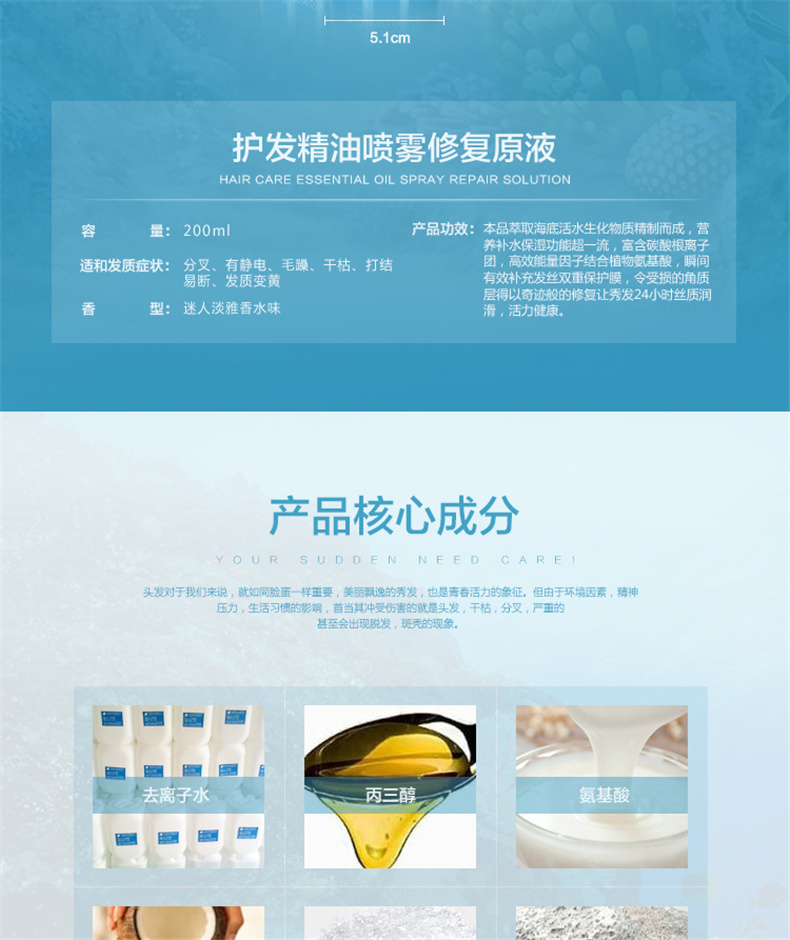 5.1cm
护发精油喷雾修复原液
HAIR CARE ESSENTIAL OIL SPRAY REPAIR SOLUTION
容 量： 200ml
适和发质症状： 分叉、有静电、毛躁、干枯、打结
易断、发质变黄
香 型： 迷人淡雅香水味
产品功效： 本品萃取海底活水生化物质精制而成，营
养补水保湿功能超一流，富含碳酸根离子
团，高效能量因子结合植物氨基酸，瞬间
有效补充发丝双重保护膜，令受损的角质
层得以奇迹般的修复让秀发24小时丝质润
滑，活力健康。
产品核心成分
YOUR SUDDEN NEED CARE!
头发对于我们来说，就如同脸蛋一样重要，美丽飘逸的秀发，也是青春活力的象征。但由于环境因素，精神
压力，生活习惯的影响，首当其冲受伤害的就是头发，干枯，分叉，严重的
甚至会出现脱发，斑秃的现象。
去离子水
丙三醇
氨基酸